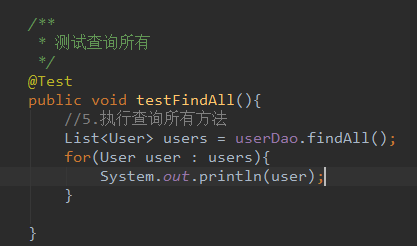 /**
 * 测试查询所有
 */
@Test
public void testFindAll(){
    //5.执行查询所有方法
    List<User> users = userDao.findAll();
    for(User user : users){
        System.out.println(user);
    }
}